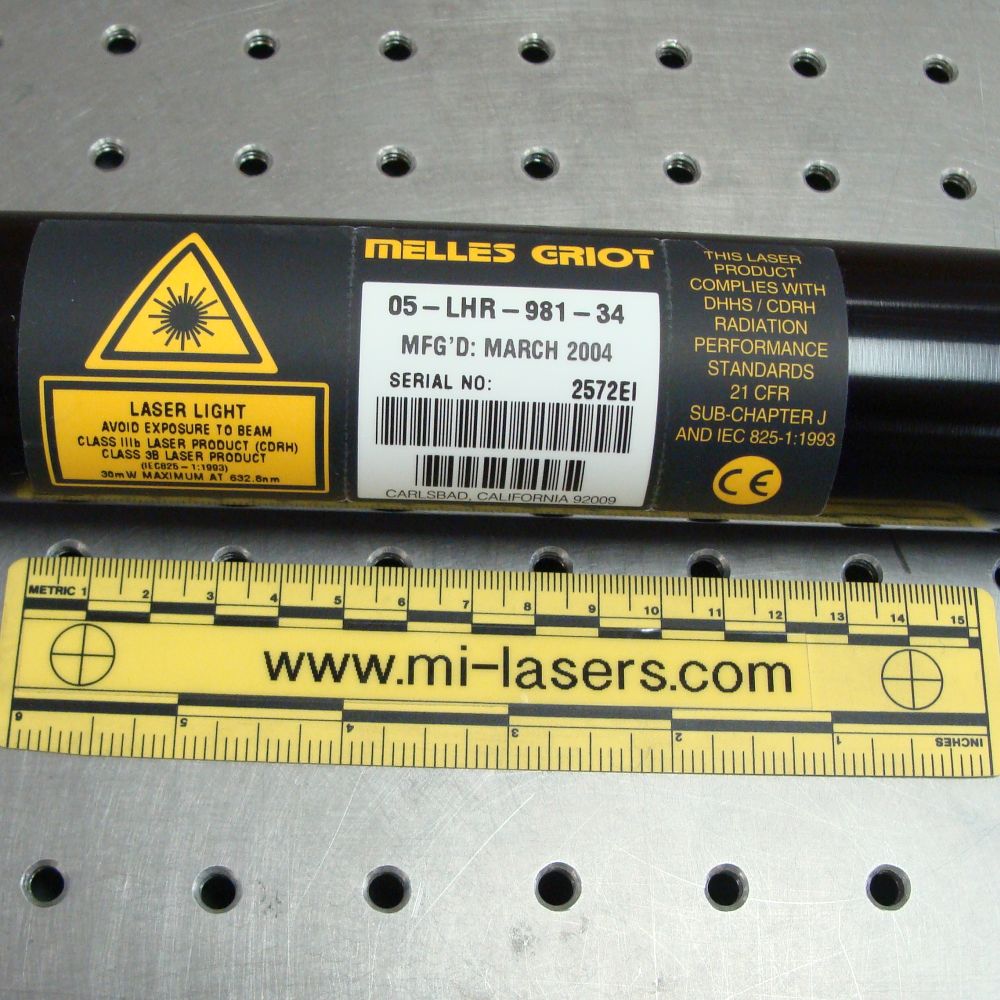 MELLES GRIOT
05-LHR-981-34
MFG'D: MARCH 2004
SERIAL NO: 2572EI
CARLSBAD, CALIFORNIA 92009
LASER LIGHT
AVOID EXPOSURE TO BEAM
CLASS IIIb LASER PRODUCT (CDRH)
CLASS 3B LASER PRODUCT
(IEC825-1:1993)
30mW MAXIMUM AT 632.8nm
THIS LASER
PRODUCT
COMPLIES WITH
DHHS / CDRH
RADIATION
PERFORMANCE
STANDARDS
21 CFR
SUB-CHAPTER J
AND IEC 825-1:1993
CE
METRIC 1 2 3 4 5 6 7 8 9 10 11 12 13 14 15
www.mi-lasers.com
6 5 4 3 2 1 INCHES